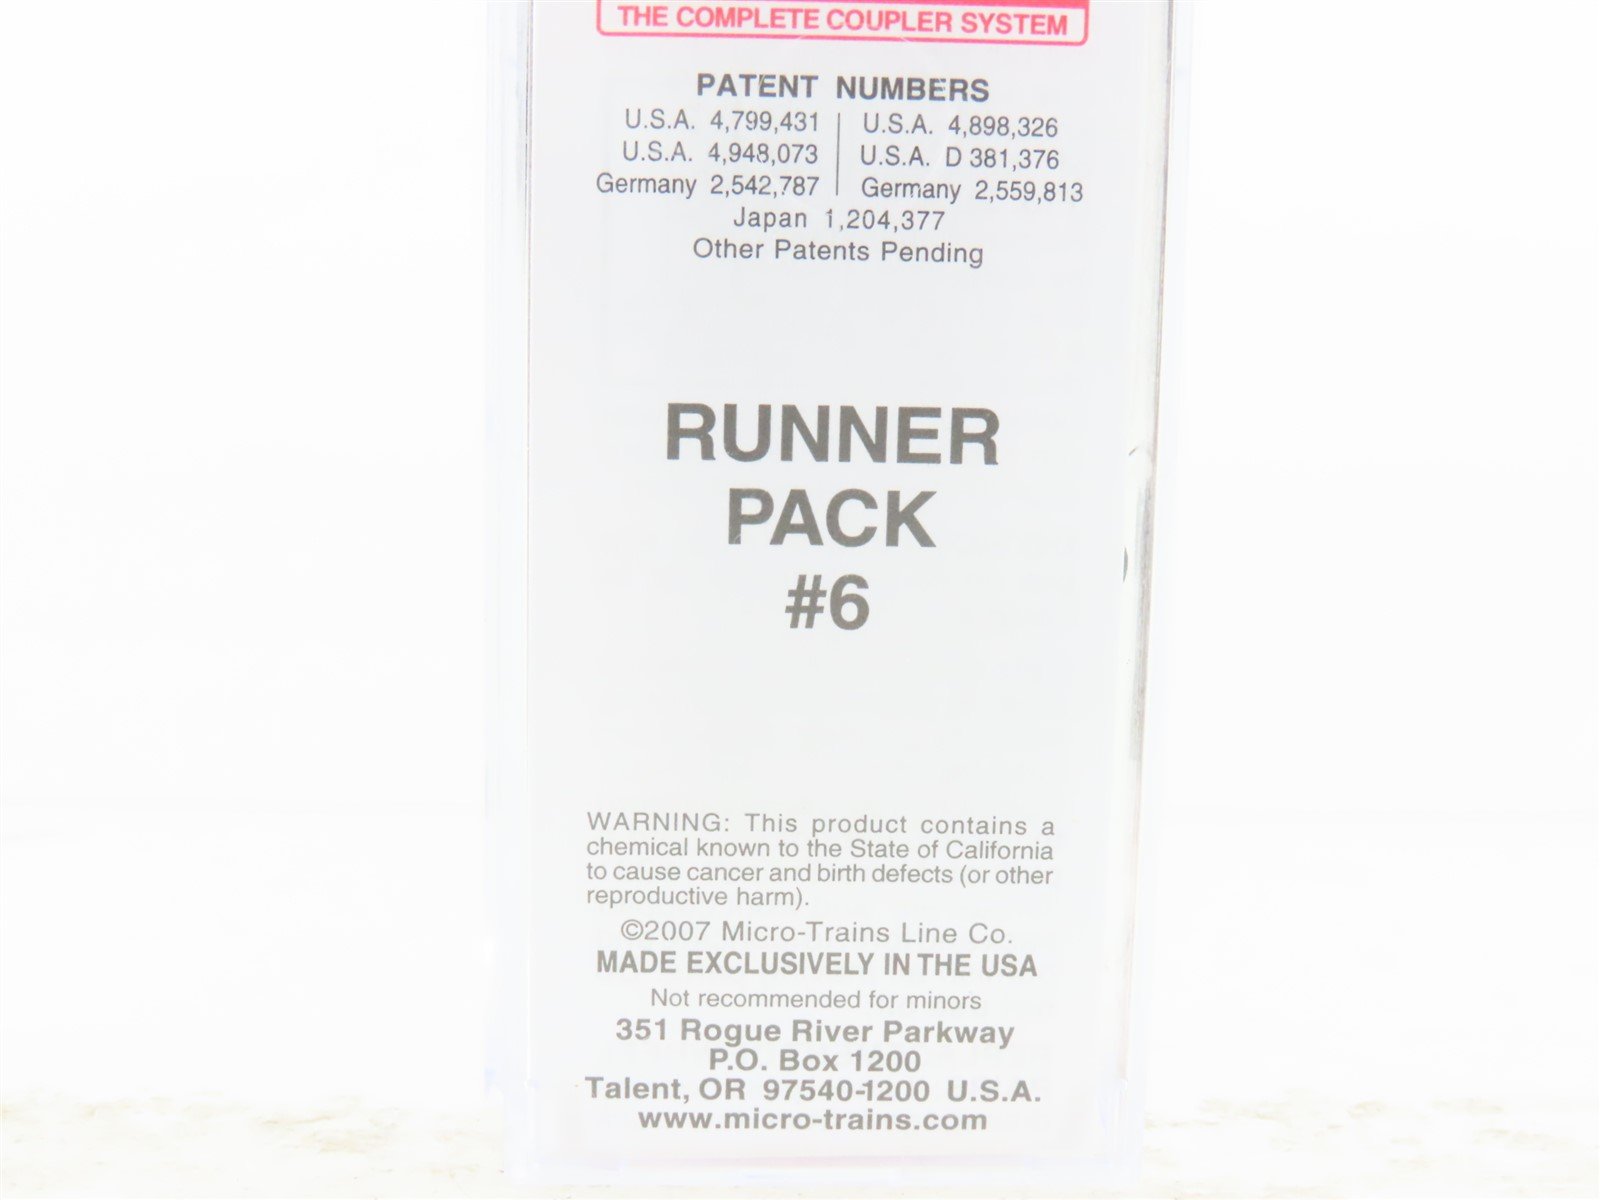 THE COMPLETE COUPLER SYSTEM
PATENT NUMBERS
U.S.A. 4,799,431 U.S.A. 4,898,326
U.S.A. 4,948,073 U.S.A. D 381,376
Germany 2,542,787 Germany 2,559,813
Japan 1,204,377
Other Patents Pending
RUNNER
PACK
#6
WARNING: This product contains a
chemical known to the State of California
to cause cancer and birth defects (or other
reproductive harm).
©2007 Micro-Trains Line Co.
MADE EXCLUSIVELY IN THE USA
Not recommended for minors
351 Rogue River Parkway
P.O. Box 1200
Talent, OR 97540-1200 U.S.A.
www.micro-trains.com